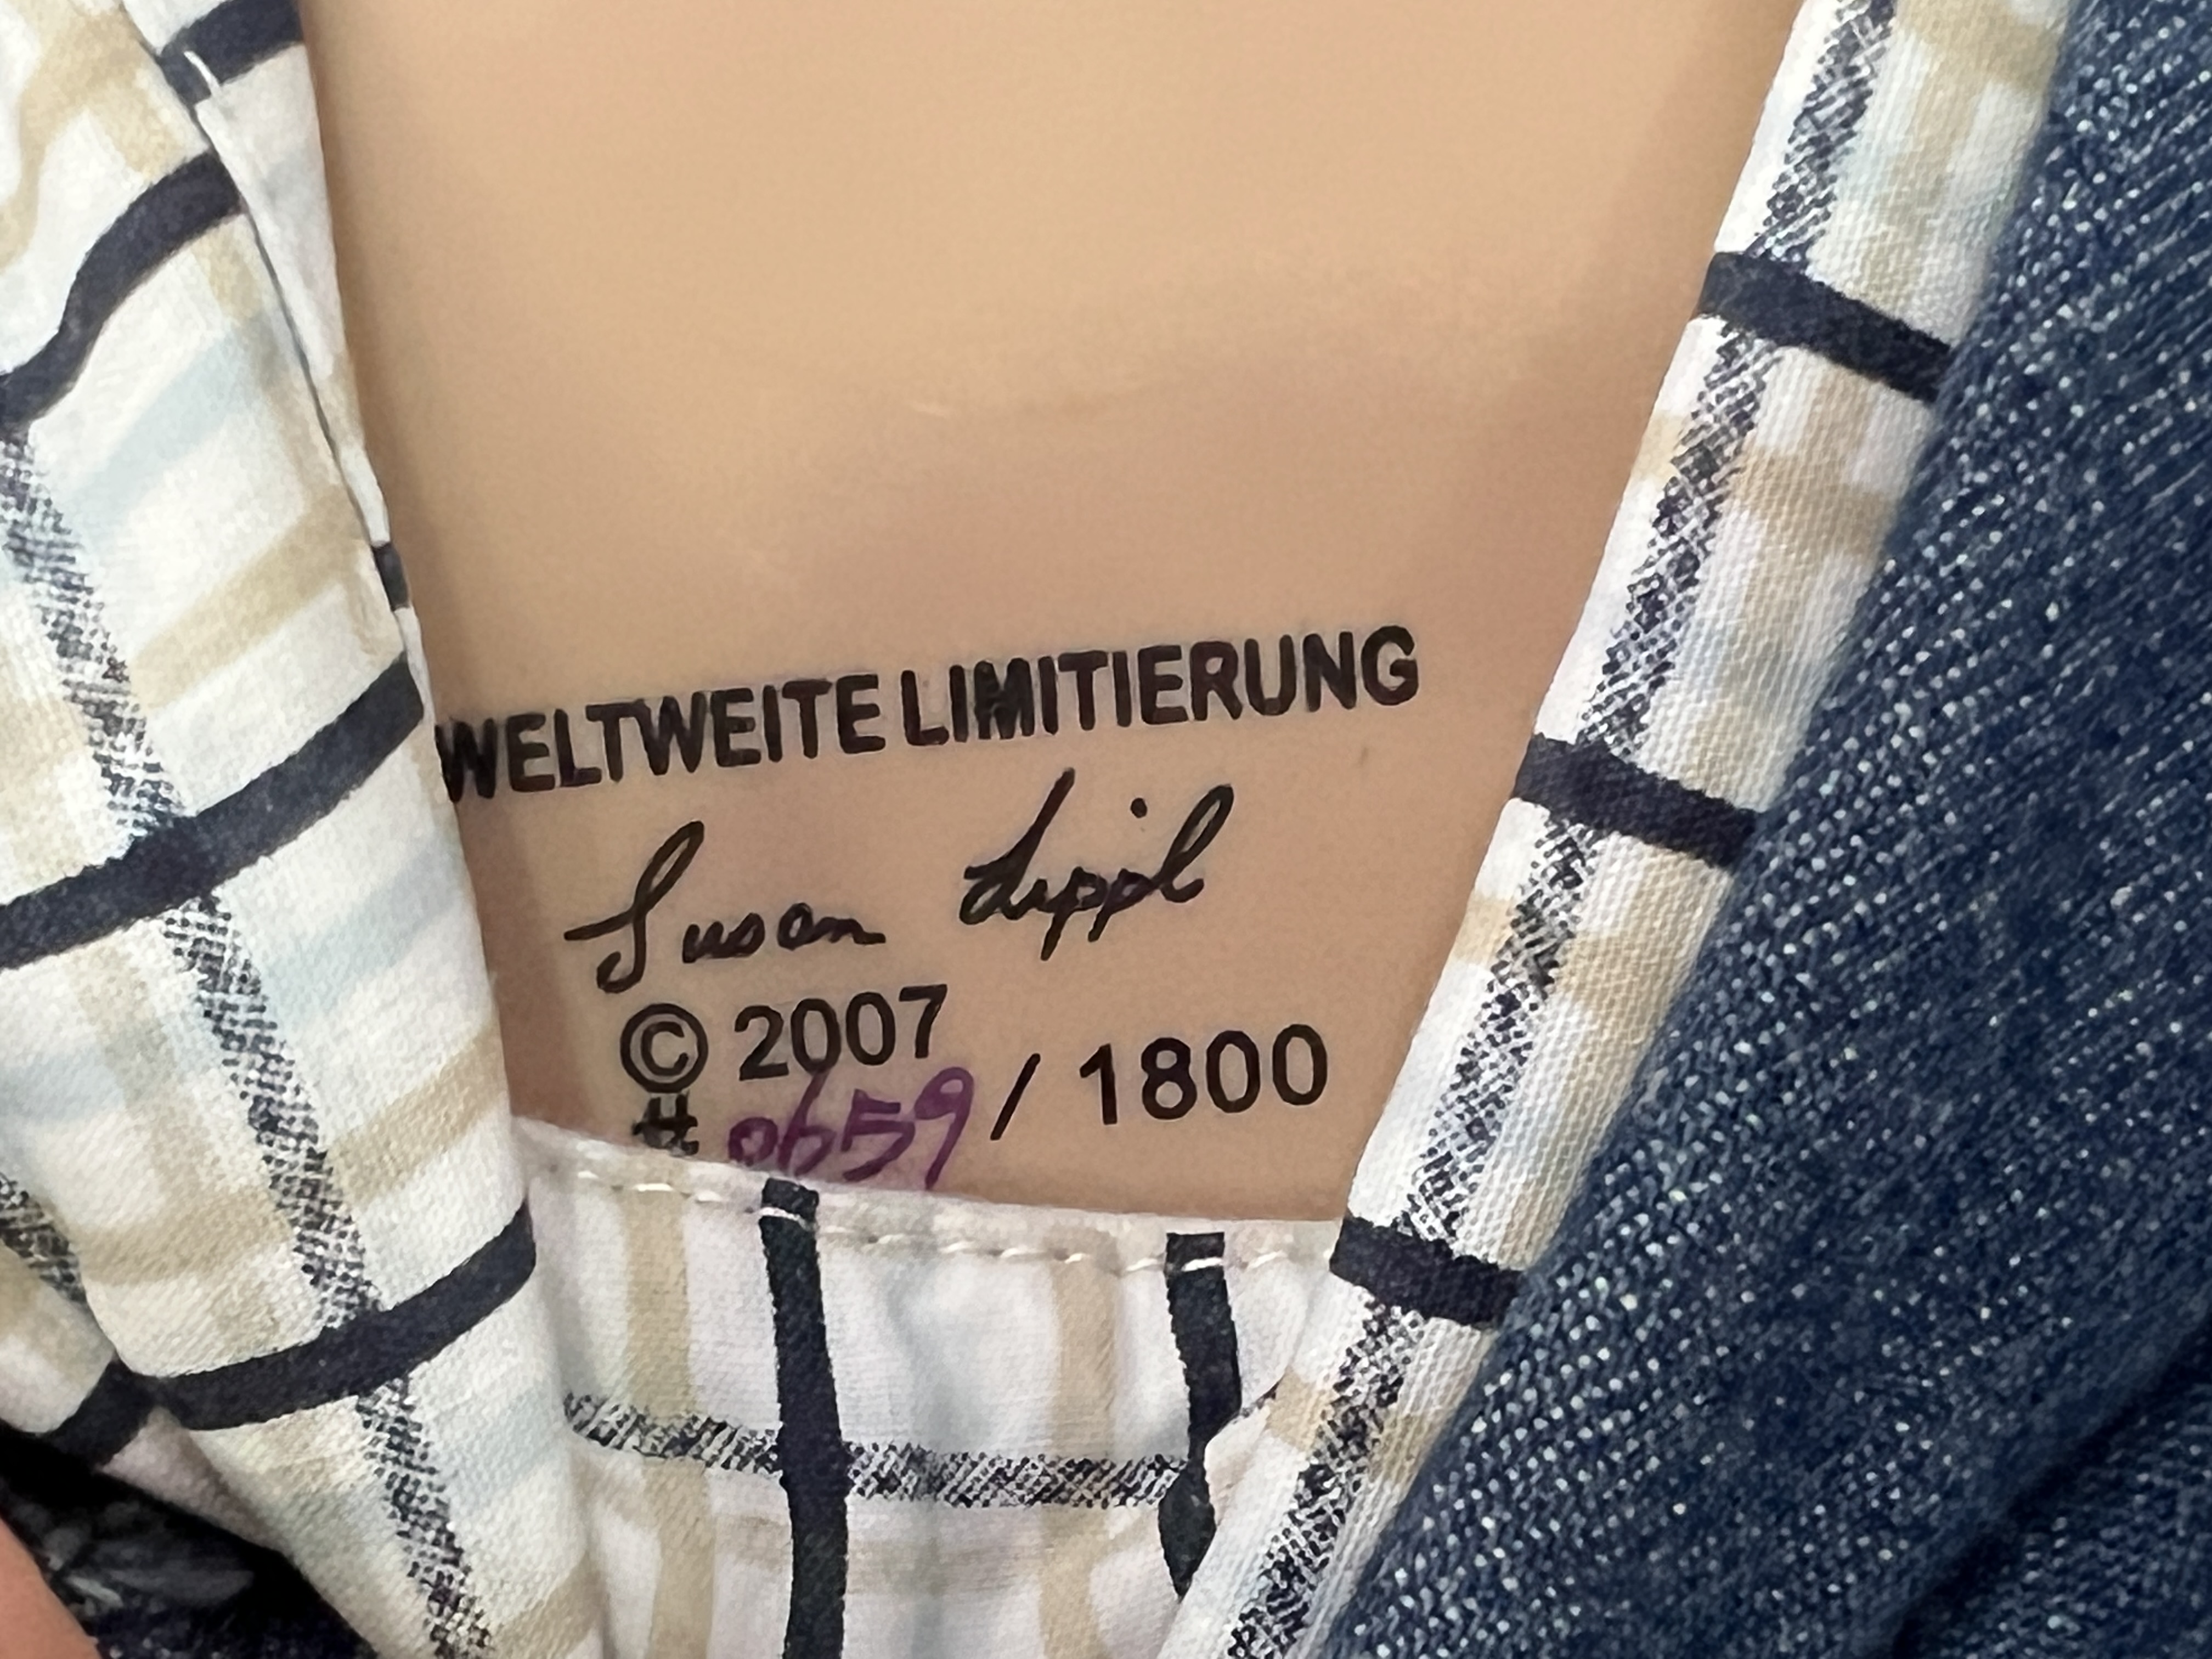 WELTWEITE LIMITIERUNG
Susan Lippl
© 2007
# 0659 / 1800